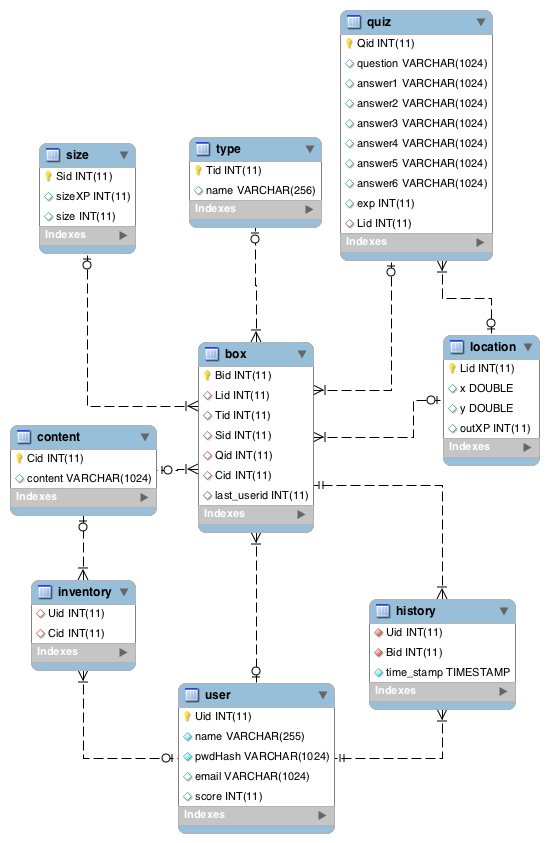 quiz
Qid INT(11)
question VARCHAR(1024)
answer1 VARCHAR(1024)
answer2 VARCHAR(1024)
answer3 VARCHAR(1024)
answer4 VARCHAR(1024)
answer5 VARCHAR(1024)
answer6 VARCHAR(1024)
exp INT(11)
Lid INT(11)
Indexes
size
Sid INT(11)
sizeXP INT(11)
size INT(11)
Indexes
type
Tid INT(11)
name VARCHAR(256)
Indexes
box
Bid INT(11)
Lid INT(11)
Tid INT(11)
Sid INT(11)
Qid INT(11)
Cid INT(11)
last_userid INT(11)
Indexes
location
Lid INT(11)
x DOUBLE
y DOUBLE
outXP INT(11)
Indexes
content
Cid INT(11)
content VARCHAR(1024)
Indexes
inventory
Uid INT(11)
Cid INT(11)
Indexes
history
Uid INT(11)
Bid INT(11)
time_stamp TIMESTAMP
Indexes
user
Uid INT(11)
name VARCHAR(255)
pwdHash VARCHAR(1024)
email VARCHAR(1024)
score INT(11)
Indexes